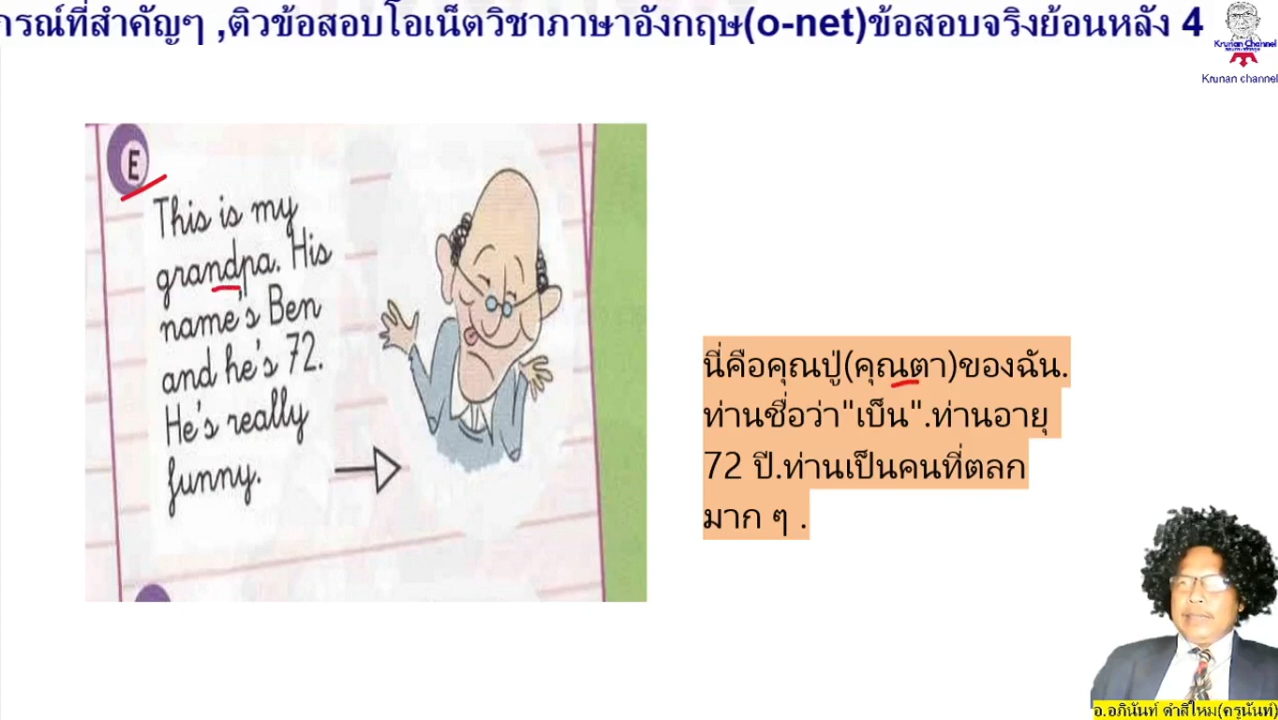 ารณ์ที่สำคัญๆ ,ติวข้อสอบโอเน็ตวิชาภาษาอังกฤษ(o-net)ข้อสอบจริงย้อนหลัง 4
Krunan Channel
Krunan channel
E
This is my
grandpa. His
name's Ben
and he's 72.
He's really
funny.
นี่คือคุณปู่(คุณตา)ของฉัน.
ท่านชื่อว่า"เบ็น".ท่านอายุ
72 ปี.ท่านเป็นคนที่ตลก
มาก ๆ .
อ.อภินันท์ ดำสีใหม(ครูนันท์)